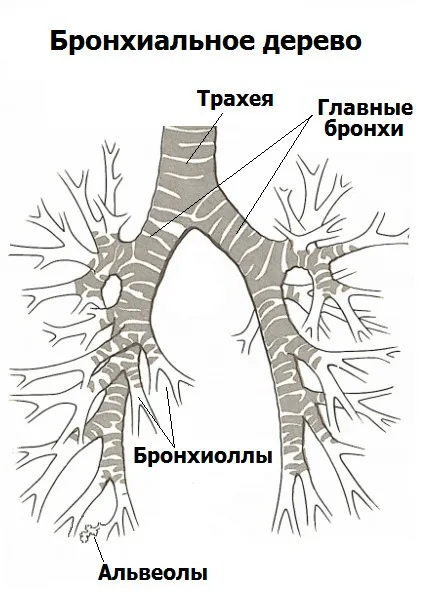 Бронхиальное дерево
Трахея
Главные
бронхи
Бронхиоллы
Альвеолы